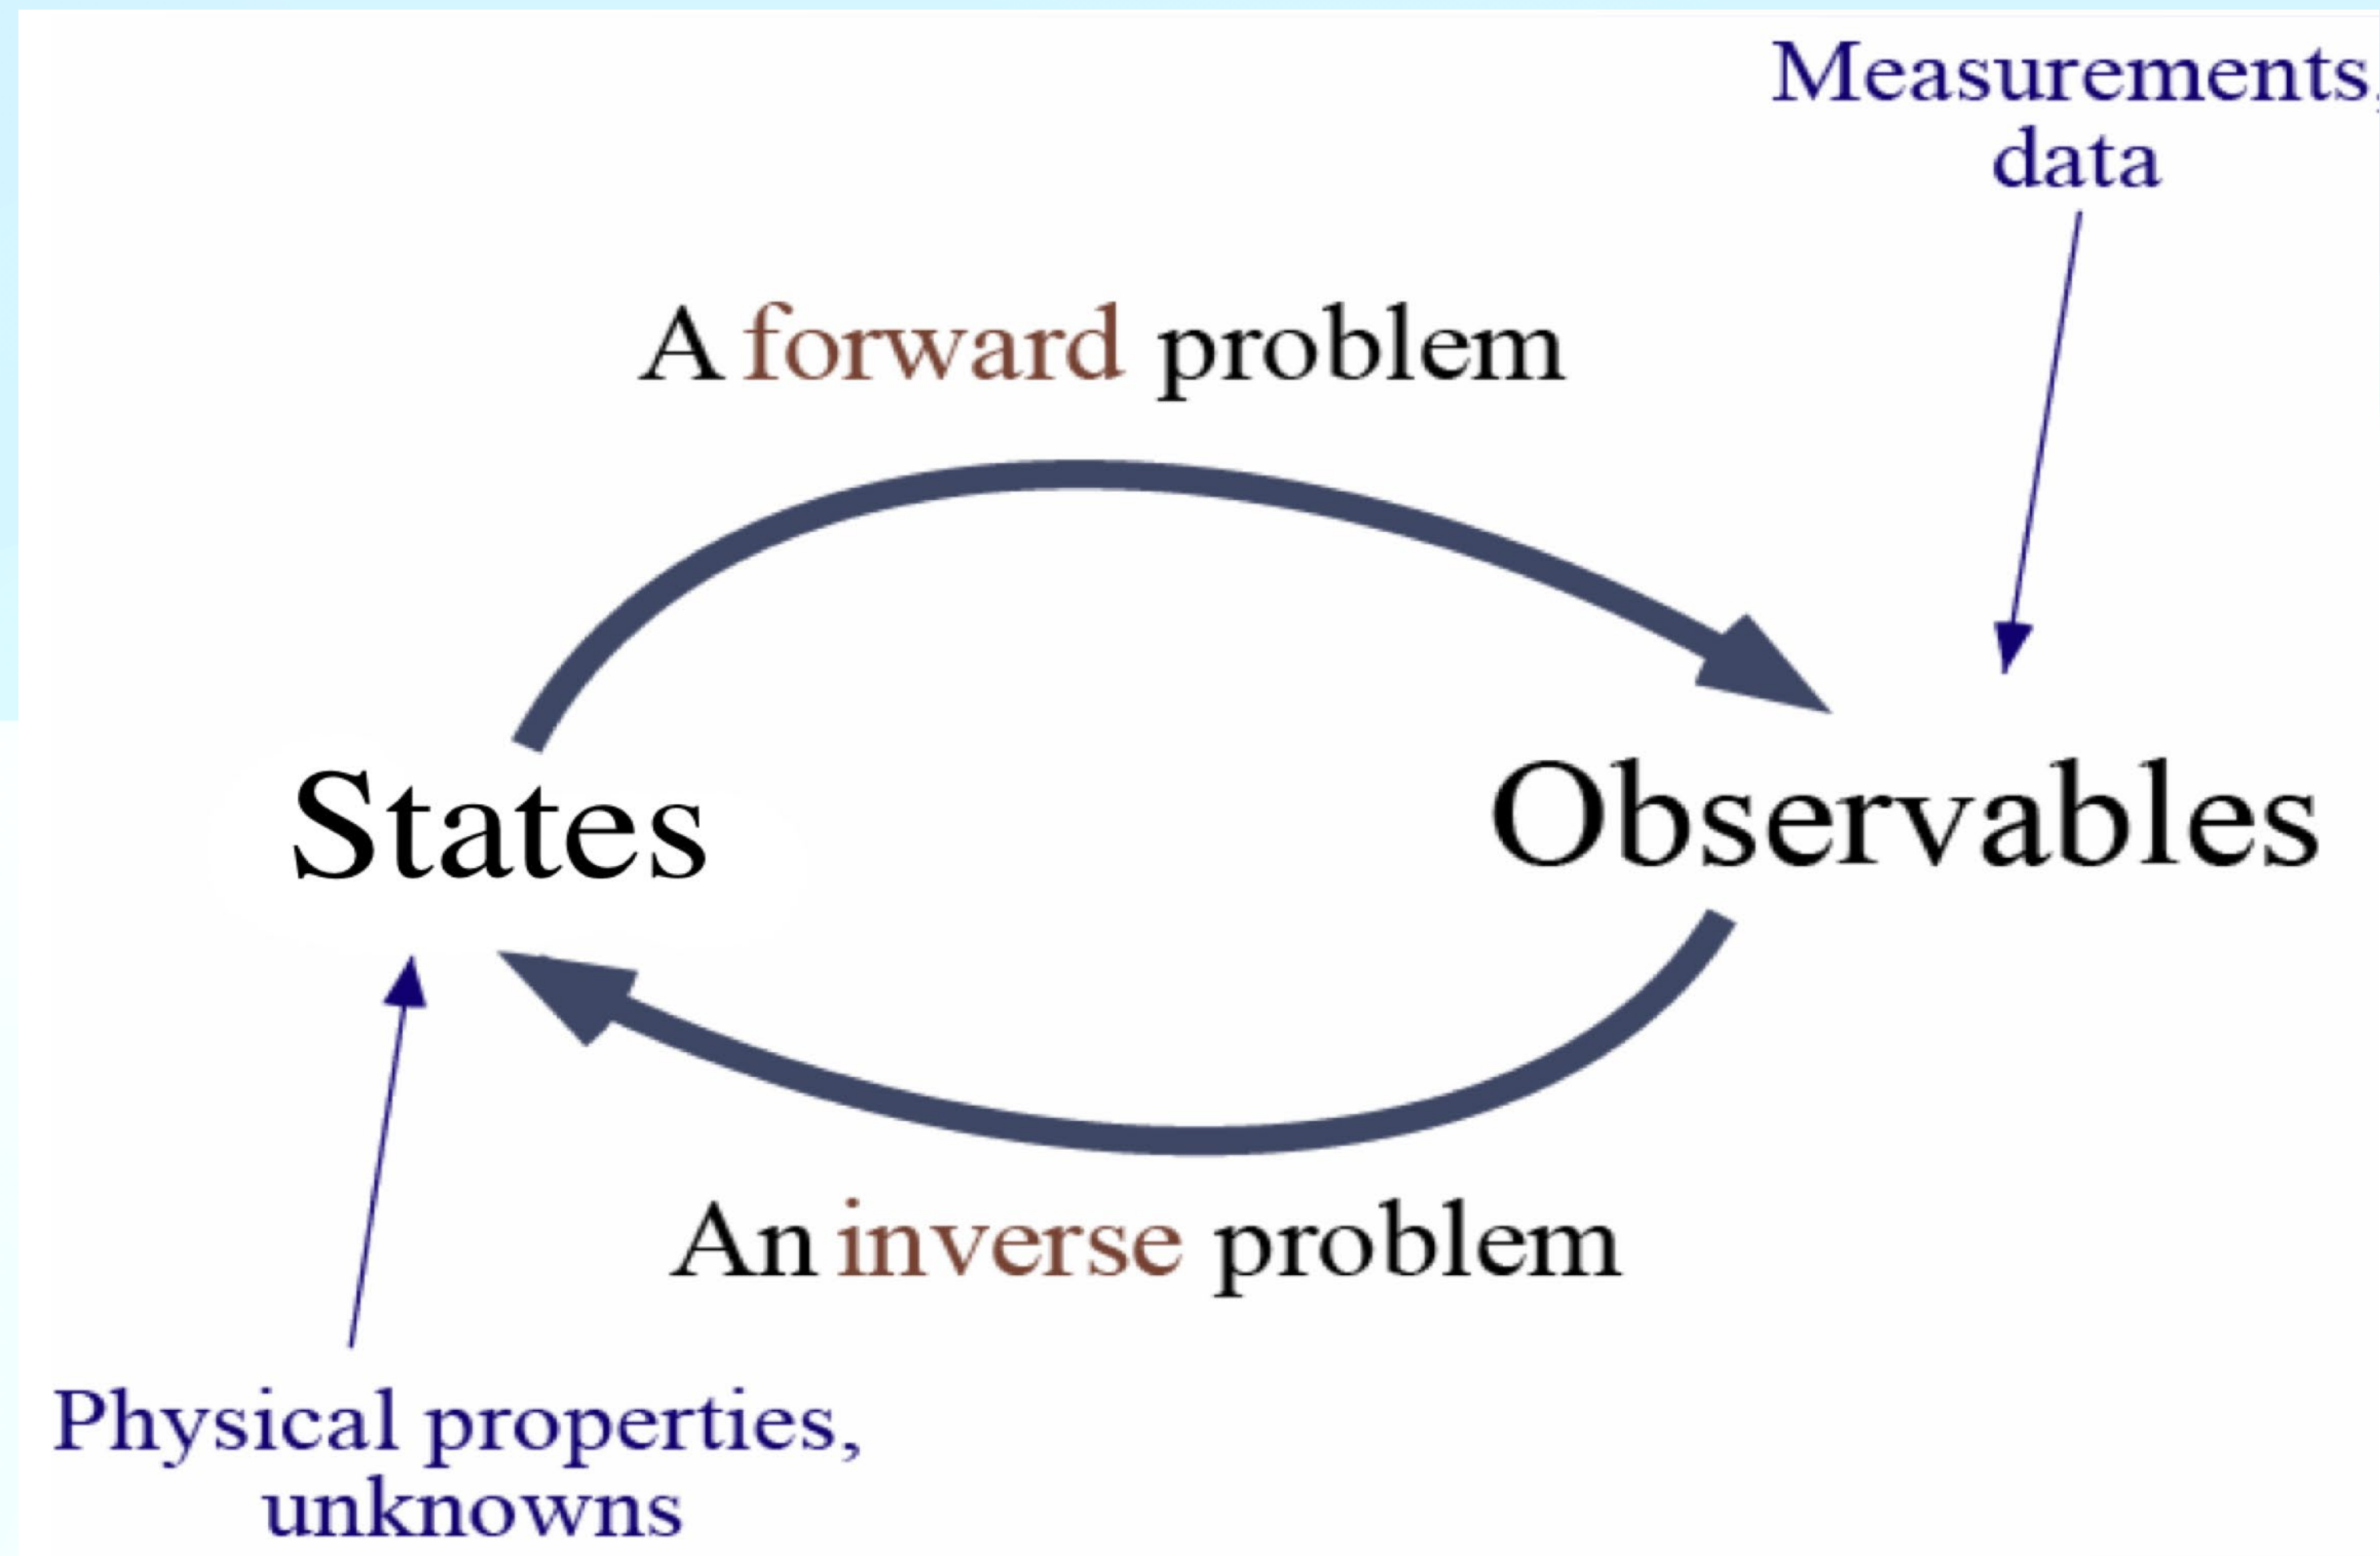 Measurements,
data
A forward problem
States
Observables
An inverse problem
Physical properties,
unknowns